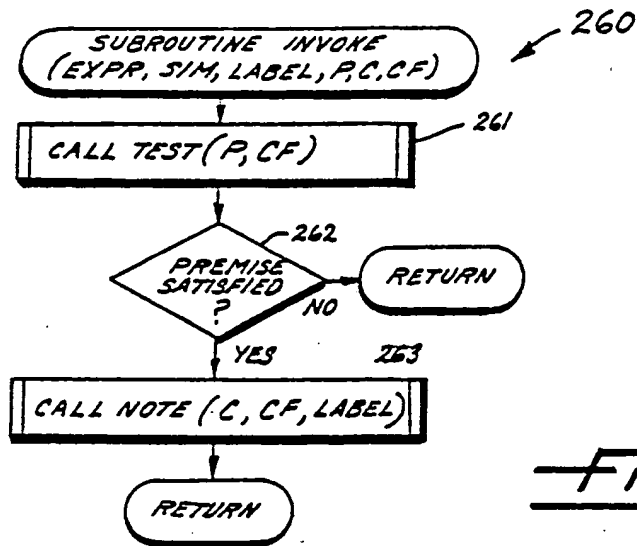 260
SUBROUTINE INVOKE
(EXPR, SIM, LABEL, P, C, CF)
261
CALL TEST (P, CF)
262
PREMISE
SATISFIED
?
RETURN
NO
YES
263
CALL NOTE (C, CF, LABEL)
RETURN